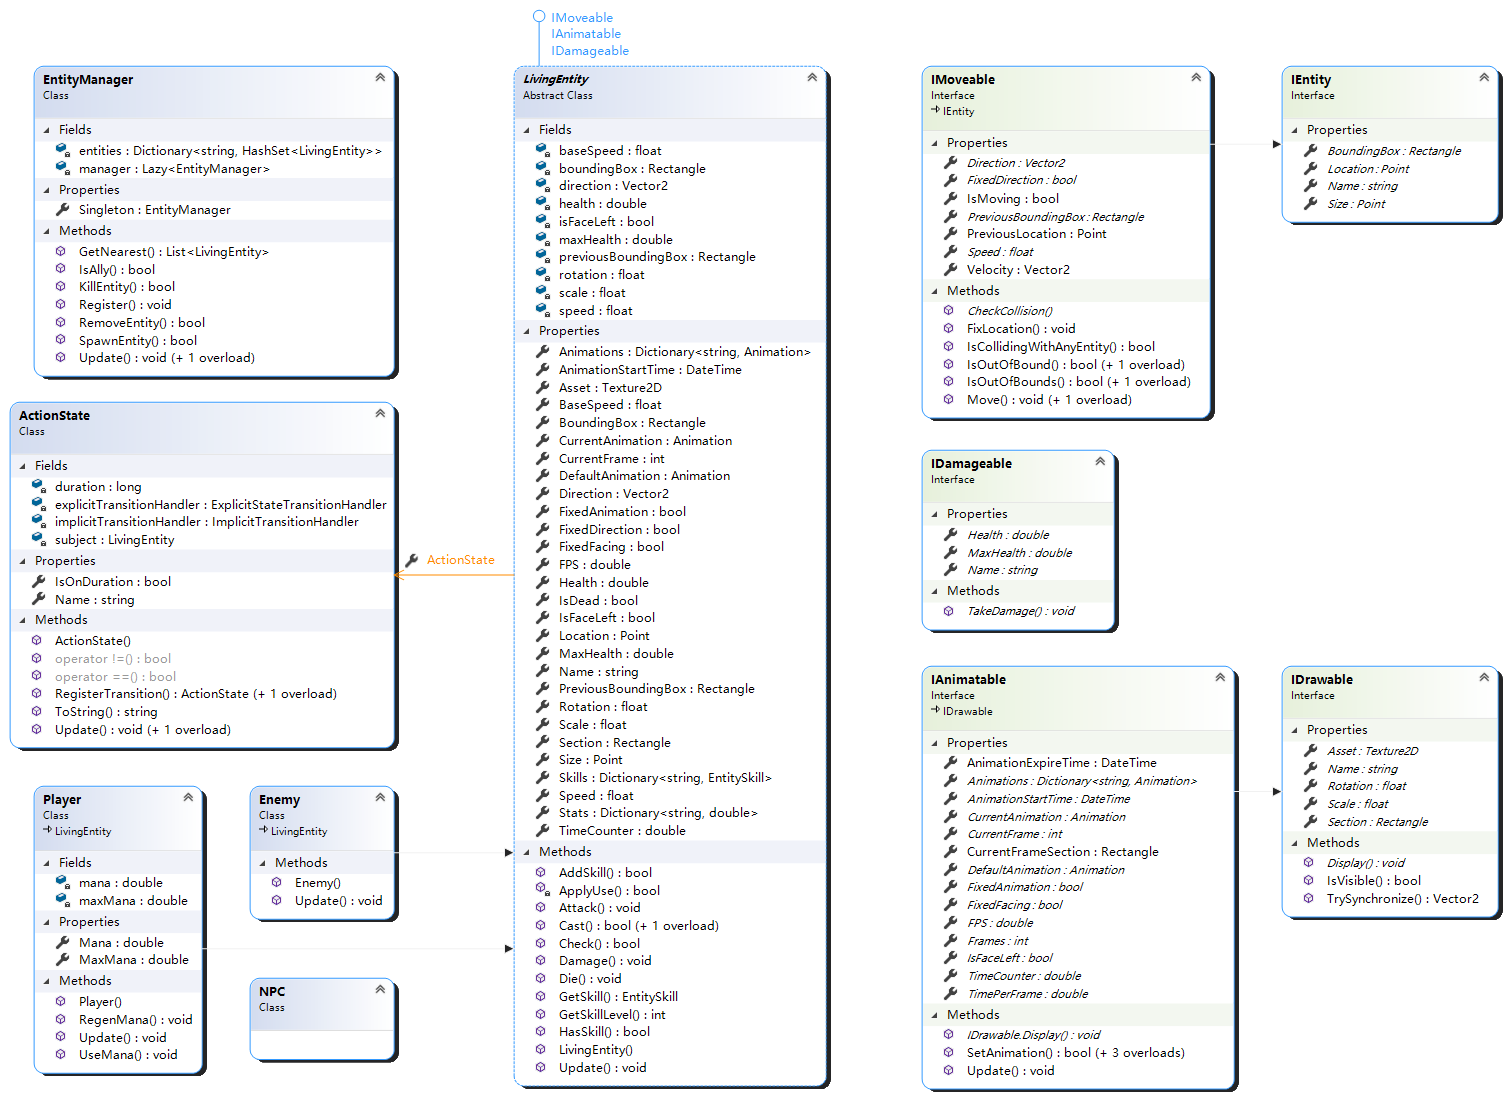 IMoveable
IAnimatable
IDamageable
EntityManager
Class
Fields
entities : Dictionary<string, HashSet<LivingEntity>>
manager : Lazy<EntityManager>
Properties
Singleton : EntityManager
Methods
GetNearest() : List<LivingEntity>
IsAlly() : bool
KillEntity() : bool
Register() : void
RemoveEntity() : bool
SpawnEntity() : bool
Update() : void (+ 1 overload)
ActionState
Class
Fields
duration : long
explicitTransitionHandler : ExplicitStateTransitionHandler
implicitTransitionHandler : ImplicitTransitionHandler
subject : LivingEntity
Properties
IsOnDuration : bool
Name : string
Methods
ActionState()
operator !=() : bool
operator ==() : bool
RegisterTransition() : ActionState (+ 1 overload)
ToString() : string
Update() : void (+ 1 overload)
Player
Class
LivingEntity
Fields
mana : double
maxMana : double
Properties
Mana : double
MaxMana : double
Methods
Player()
RegenMana() : void
Update() : void
UseMana() : void
Enemy
Class
LivingEntity
Methods
Enemy()
Update() : void
NPC
Class
ActionState
LivingEntity
Abstract Class
Fields
baseSpeed : float
boundingBox : Rectangle
direction : Vector2
health : double
isFaceLeft : bool
maxHealth : double
previousBoundingBox : Rectangle
rotation : float
scale : float
speed : float
Properties
Animations : Dictionary<string, Animation>
AnimationStartTime : DateTime
Asset : Texture2D
BaseSpeed : float
BoundingBox : Rectangle
CurrentAnimation : Animation
CurrentFrame : int
DefaultAnimation : Animation
Direction : Vector2
FixedAnimation : bool
FixedDirection : bool
FixedFacing : bool
FPS : double
Health : double
IsDead : bool
IsFaceLeft : bool
Location : Point
MaxHealth : double
Name : string
PreviousBoundingBox : Rectangle
Rotation : float
Scale : float
Section : Rectangle
Size : Point
Skills : Dictionary<string, EntitySkill>
Speed : float
Stats : Dictionary<string, double>
TimeCounter : double
Methods
AddSkill() : bool
ApplyUse() : bool
Attack() : void
Cast() : bool (+ 1 overload)
Check() : bool
Damage() : void
Die() : void
GetSkill() : EntitySkill
GetSkillLevel() : int
HasSkill() : bool
LivingEntity()
Update() : void
IMoveable
Interface
IEntity
Properties
Direction : Vector2
FixedDirection : bool
IsMoving : bool
PreviousBoundingBox : Rectangle
PreviousLocation : Point
Speed : float
Velocity : Vector2
Methods
CheckCollision()
FixLocation() : void
IsCollidingWithAnyEntity() : bool
IsOutOfBound() : bool (+ 1 overload)
IsOutOfBounds() : bool (+ 1 overload)
Move() : void (+ 1 overload)
IEntity
Interface
Properties
BoundingBox : Rectangle
Location : Point
Name : string
Size : Point
IDamageable
Interface
Properties
Health : double
MaxHealth : double
Name : string
Methods
TakeDamage() : void
IAnimatable
Interface
IDrawable
Properties
AnimationExpireTime : DateTime
Animations : Dictionary<string, Animation>
AnimationStartTime : DateTime
CurrentAnimation : Animation
CurrentFrame : int
CurrentFrameSection : Rectangle
DefaultAnimation : Animation
FixedAnimation : bool
FixedFacing : bool
FPS : double
Frames : int
IsFaceLeft : bool
TimeCounter : double
TimePerFrame : double
Methods
IDrawable.Display() : void
SetAnimation() : bool (+ 3 overloads)
Update() : void
IDrawable
Interface
Properties
Asset : Texture2D
Name : string
Rotation : float
Scale : float
Section : Rectangle
Methods
Display() : void
IsVisible() : bool
TrySynchronize() : Vector2